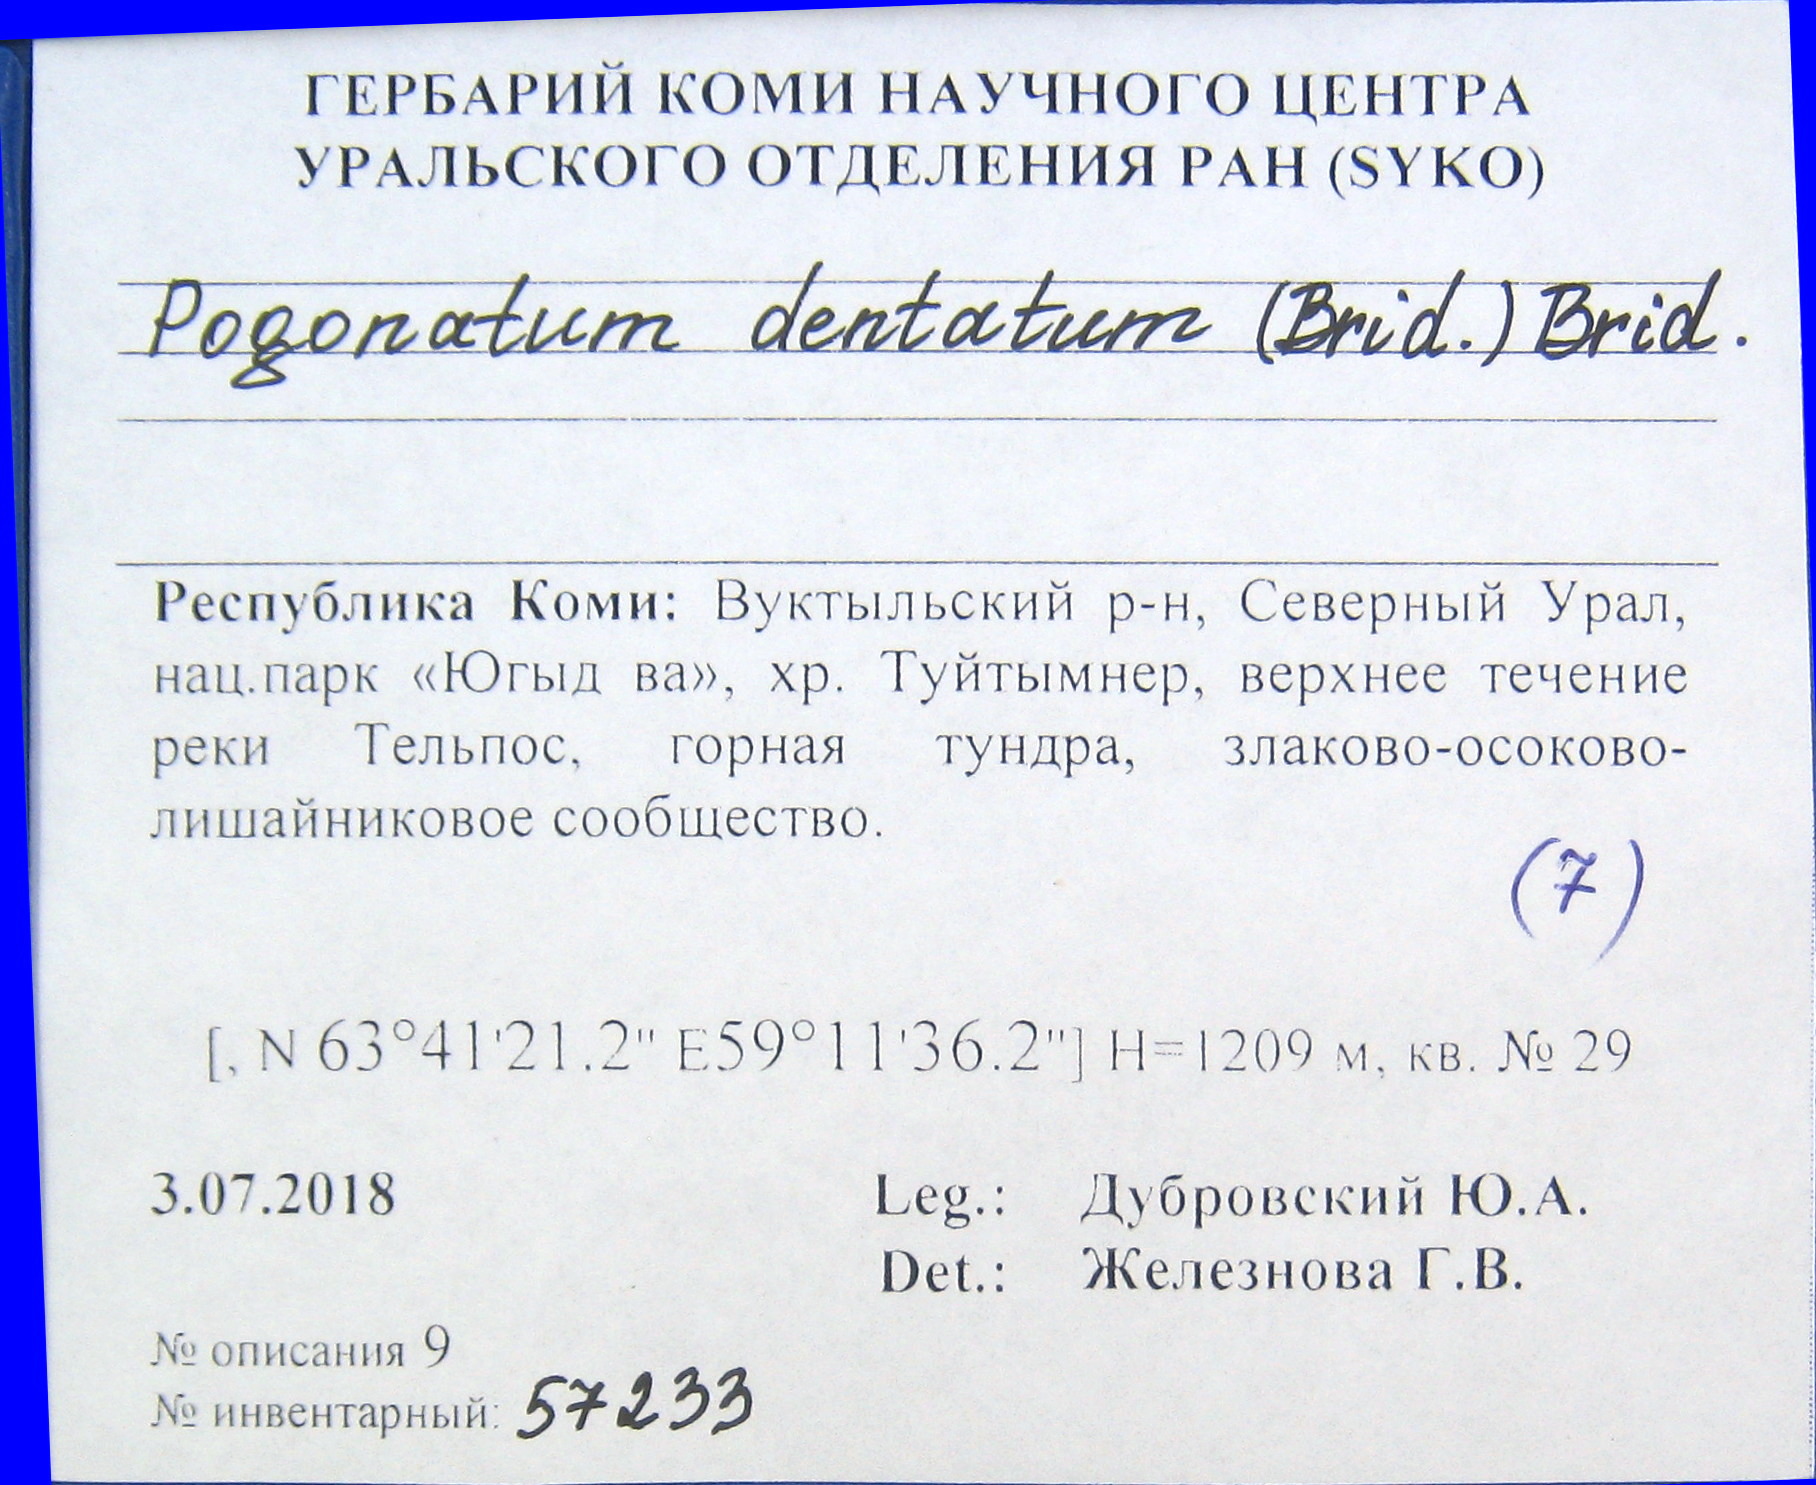 ГЕРБАРИЙ КОМИ НАУЧНОГО ЦЕНТРА
УРАЛЬСКОГО ОТДЕЛЕНИЯ РАН (SYKO)
Pogonatum dentatum (Brid.) Brid.
Республика Коми: Вуктыльский р-н, Северный Урал,
нац.парк «Югыд ва», хр. Туйтымнер, верхнее течение
реки Тельпос, горная тундра, злаково-осоково-
лишайниковое сообщество.
(7)
[, N 63°41'21.2" E59°11'36.2"] H=1209 м, кв. № 29
3.07.2018 Leg.: Дубровский Ю.А.
Det.: Железнова Г.В.
№ описания 9
№ инвентарный: 57233